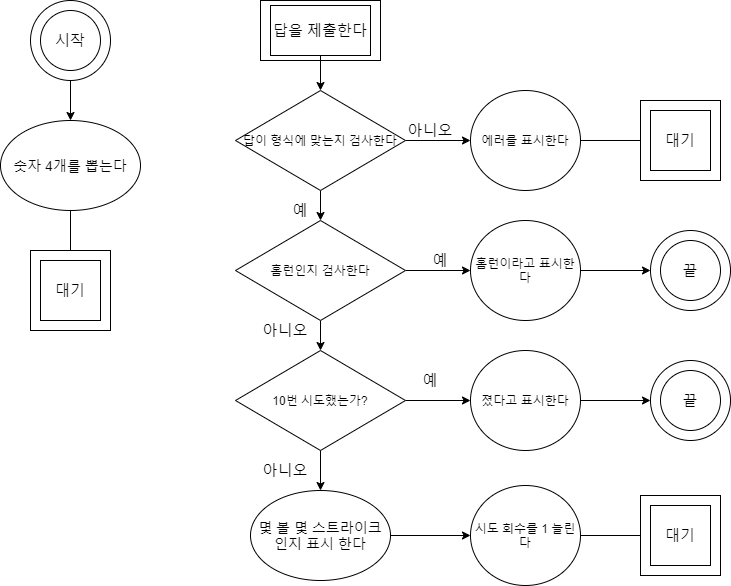 시작
숫자 4개를 뽑는다
대기
답을 제출한다
답이 형식에 맞는지 검사한다
아니오
에러를 표시한다
대기
예
홈런인지 검사한다
예
홈런이라고 표시한
다
끝
아니오
10번 시도했는가?
예
졌다고 표시한다
끝
아니오
몇 볼 몇 스트라이크
인지 표시 한다
시도 회수를 1 늘린
다
대기